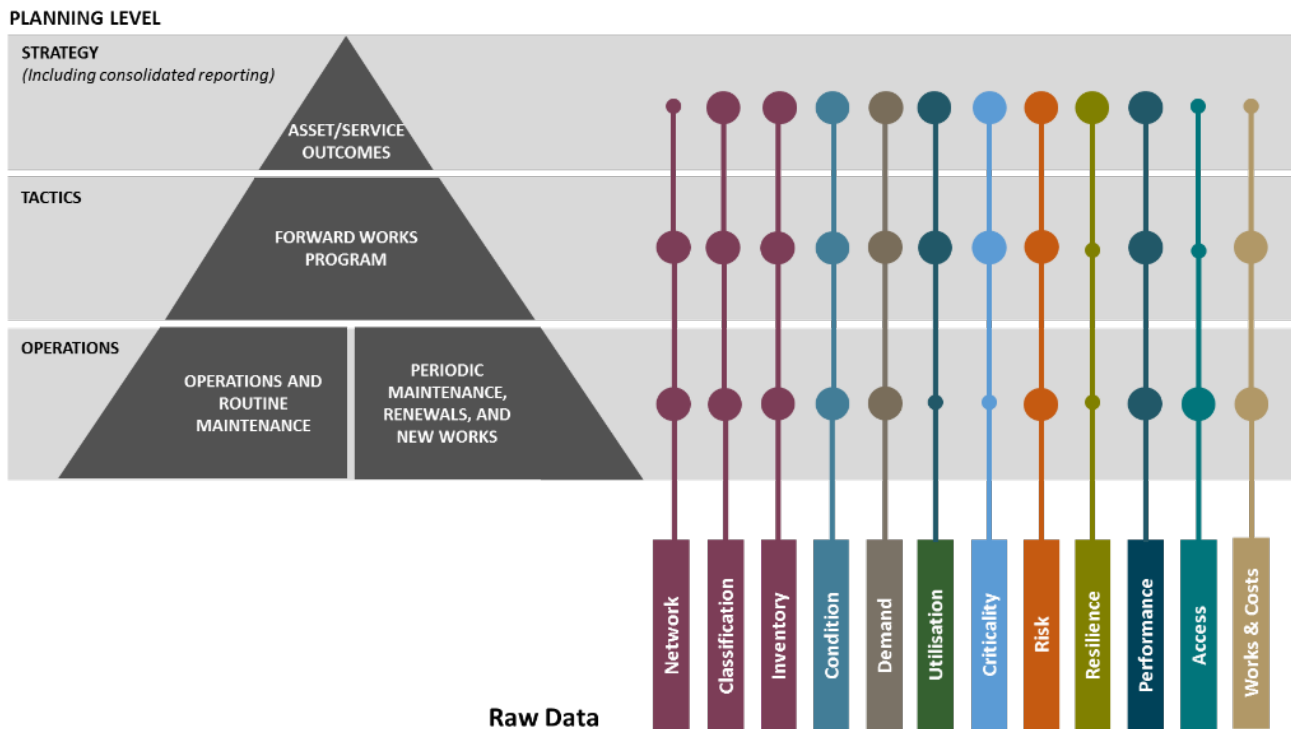 PLANNING LEVEL
STRATEGY
(Including consolidated reporting)
ASSET/SERVICE
OUTCOMES
TACTICS
FORWARD WORKS
PROGRAM
OPERATIONS
OPERATIONS AND
ROUTINE
MAINTENANCE
PERIODIC
MAINTENANCE,
RENEWALS, AND
NEW WORKS
Network
Classification
Inventory
Condition
Demand
Utilisation
Criticality
Risk
Resilience
Performance
Access
Works & Costs
Raw Data